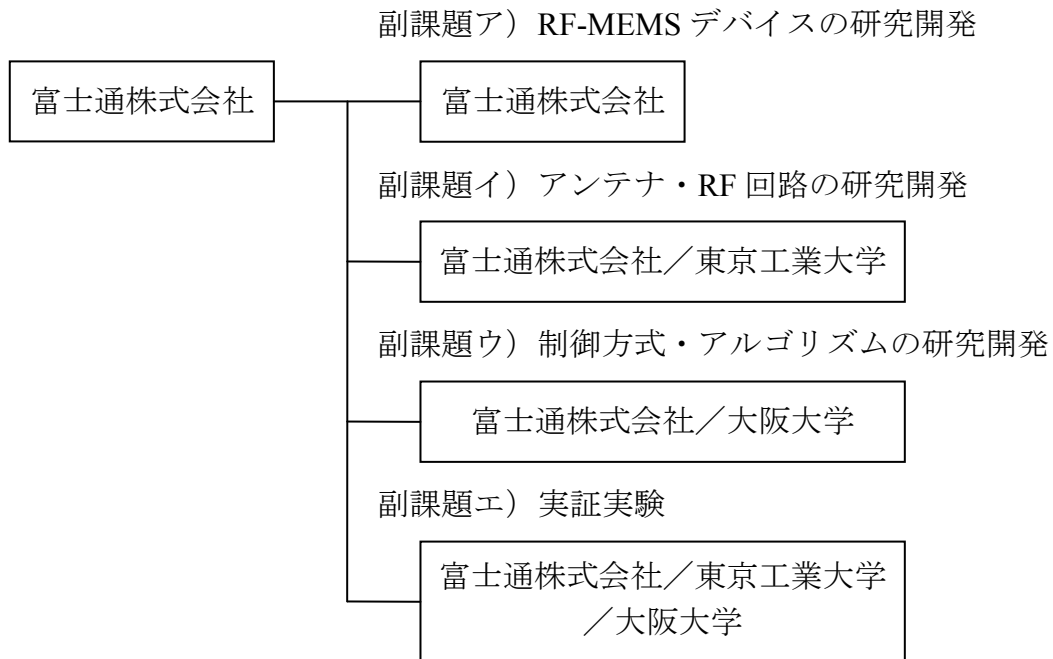 副課題ア）RF-MEMS デバイスの研究開発
富士通株式会社
富士通株式会社
副課題イ）アンテナ・RF 回路の研究開発
富士通株式会社／東京工業大学
副課題ウ）制御方式・アルゴリズムの研究開発
富士通株式会社／大阪大学
副課題エ）実証実験
富士通株式会社／東京工業大学
／大阪大学